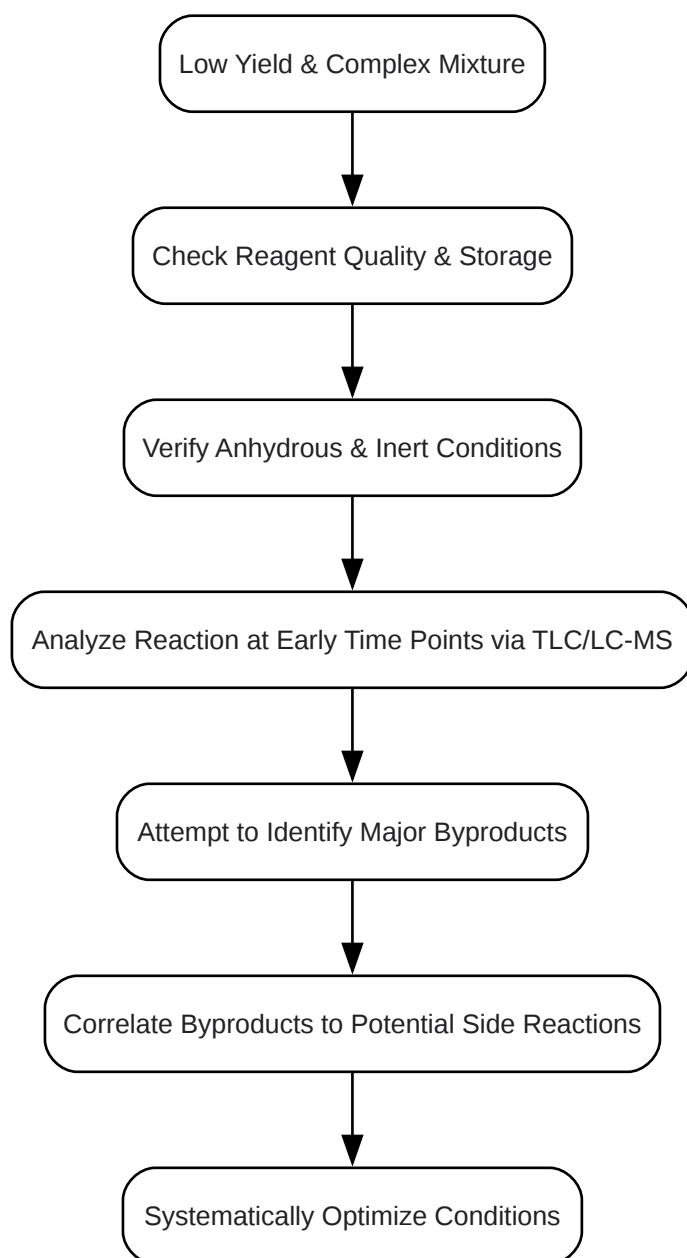 Low Yield & Complex Mixture
Check Reagent Quality & Storage
Verify Anhydrous & Inert Conditions
Analyze Reaction at Early Time Points via TLC/LC-MS
Attempt to Identify Major Byproducts
Correlate Byproducts to Potential Side Reactions
Systematically Optimize Conditions